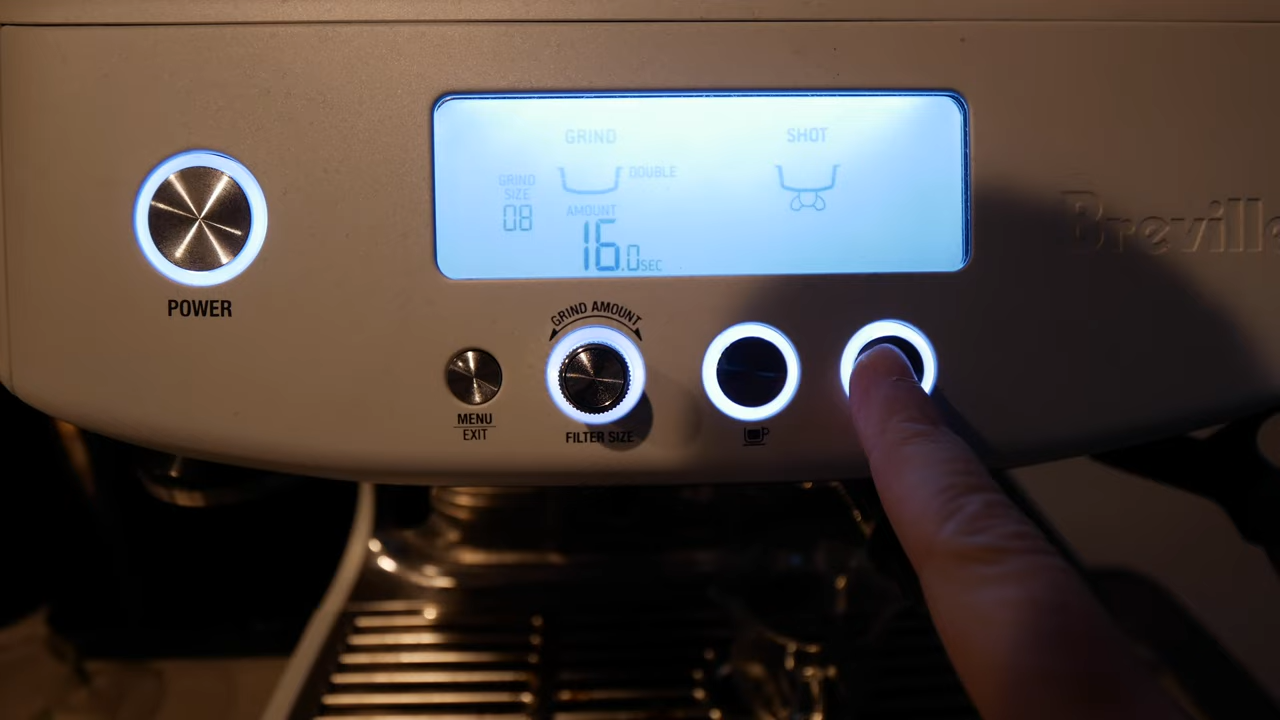 GRIND
SHOT
DOUBLE
GRIND
SIZE
08
AMOUNT
16.0SEC
Breville
POWER
GRIND AMOUNT
MENU
EXIT
FILTER SIZE